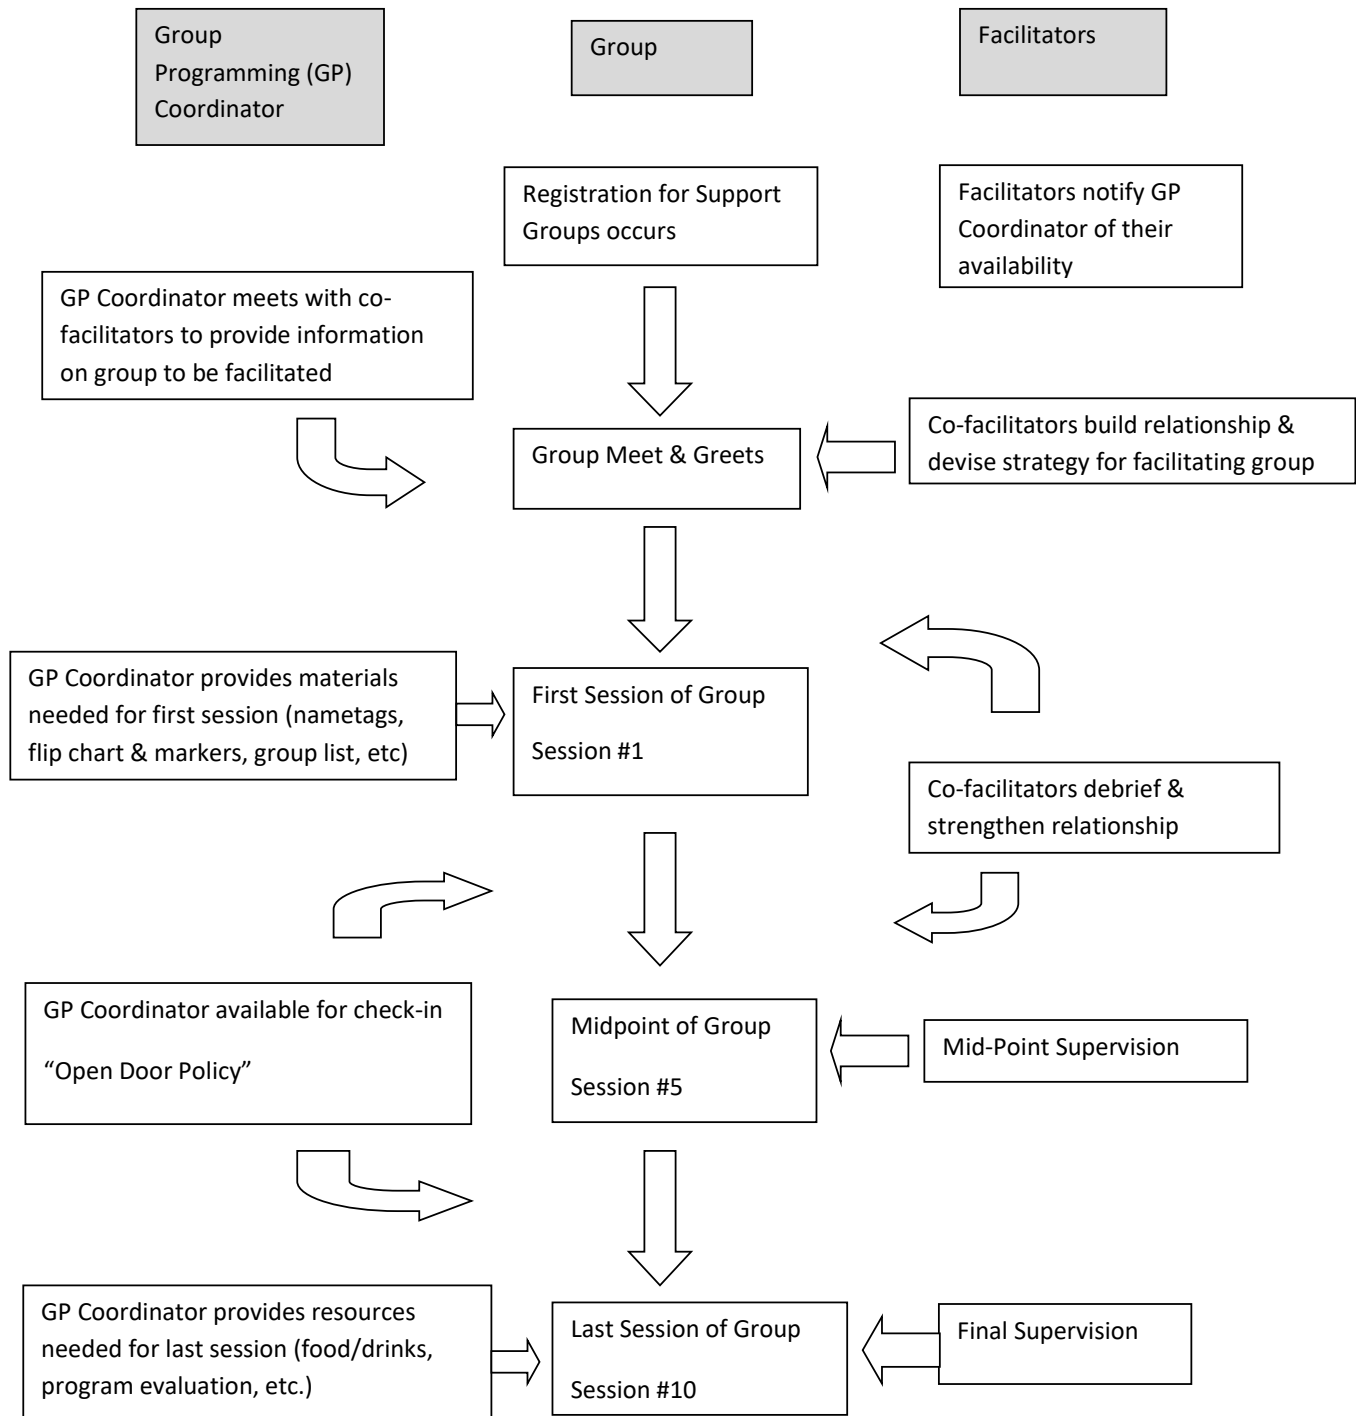 Group
Programming (GP)
Coordinator
Group
Facilitators
Registration for Support
Groups occurs
Facilitators notify GP
Coordinator of their
availability
GP Coordinator meets with co-
facilitators to provide information
on group to be facilitated
Group Meet & Greets
Co-facilitators build relationship &
devise strategy for facilitating group
GP Coordinator provides materials
needed for first session (nametags,
flip chart & markers, group list, etc)
First Session of Group
Session #1
Co-facilitators debrief &
strengthen relationship
GP Coordinator available for check-in
“Open Door Policy”
Midpoint of Group
Session #5
Mid-Point Supervision
GP Coordinator provides resources
needed for last session (food/drinks,
program evaluation, etc.)
Last Session of Group
Session #10
Final Supervision